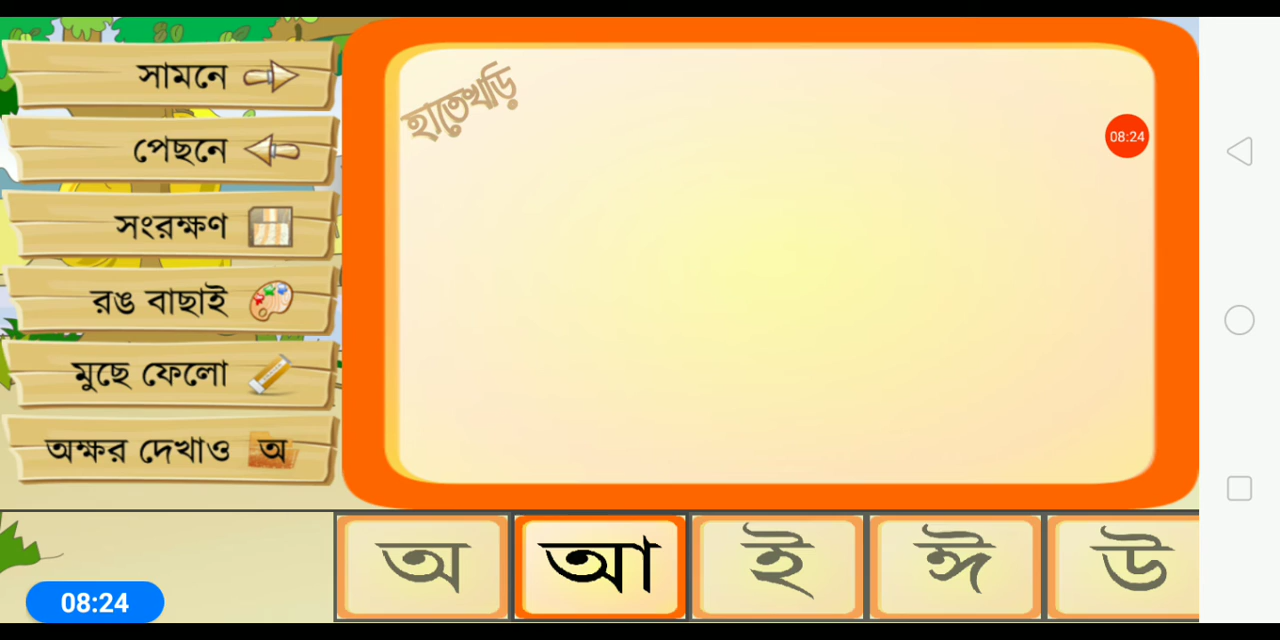 সামনে
পেছনে
সংরক্ষণ
রঙ বাছাই
মুছে ফেলো
অক্ষর দেখাও অ
হাতেখড়ি
08:24
অ আ ই ঈ উ
08:24